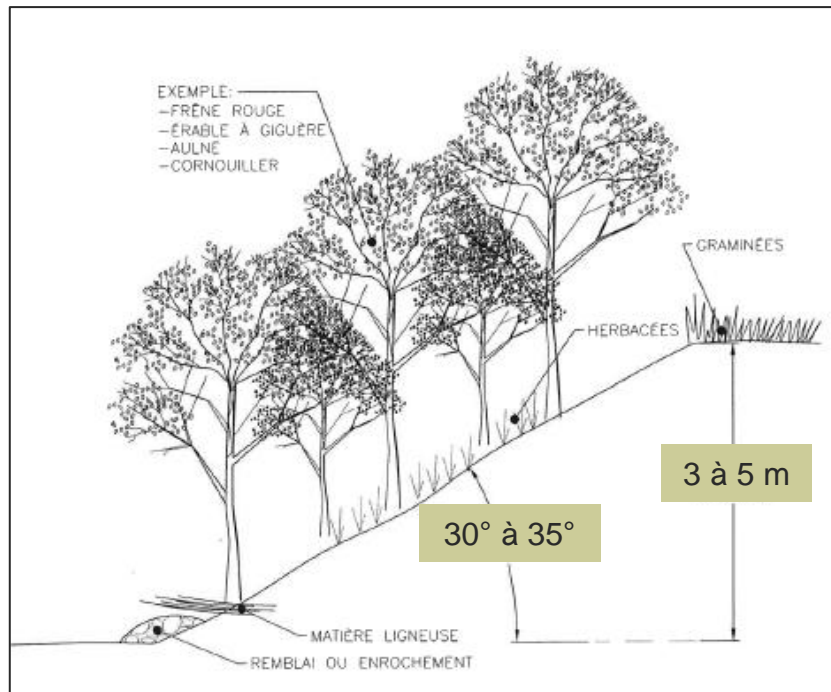 EXEMPLE:
-FRÊNE ROUGE
-ÉRABLE À GIGUÈRE
-AULNE
-CORNOUILLER
GRAMINÉES
HERBACÉES
3 à 5 m
30° à 35°
MATIÈRE LIGNEUSE
REMBLAI OU ENROCHEMENT